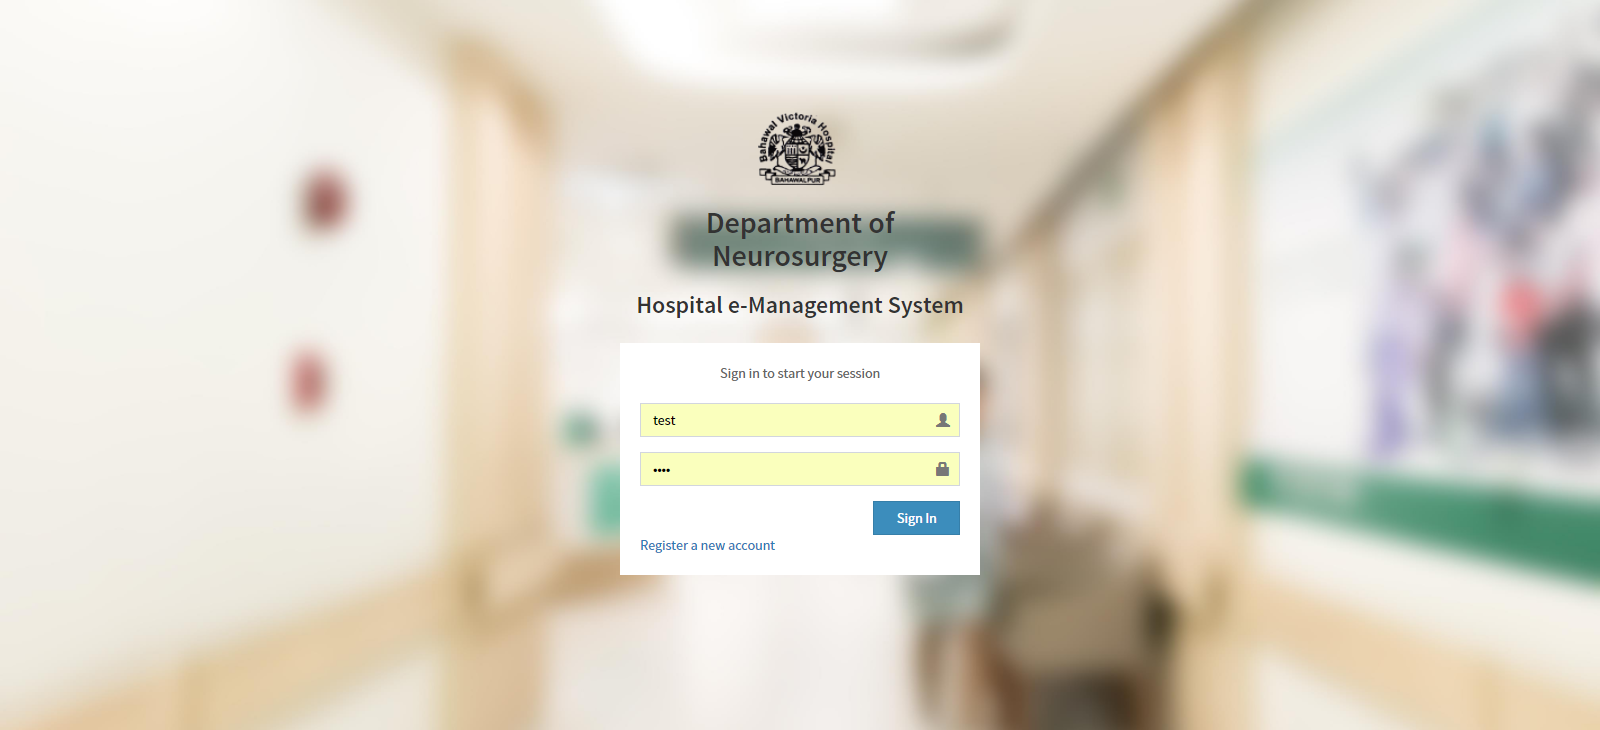 Bahawal Victoria Hospital
BAHAWALPUR
Department of
Neurosurgery
Hospital e-Management System
Sign in to start your session
test
••••
Sign In
Register a new account